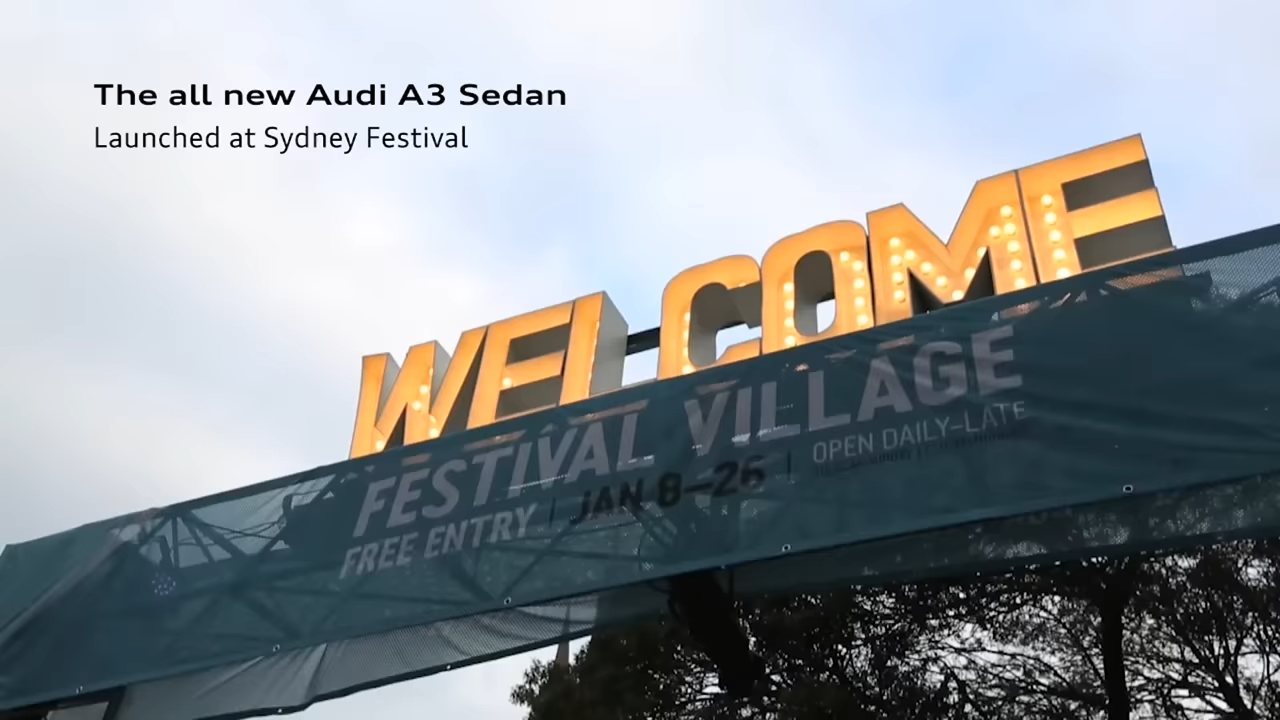 The all new Audi A3 Sedan
Launched at Sydney Festival
WELCOME
FESTIVAL VILLAGE
FREE ENTRY | JAN 8–26 | OPEN DAILY–LATE